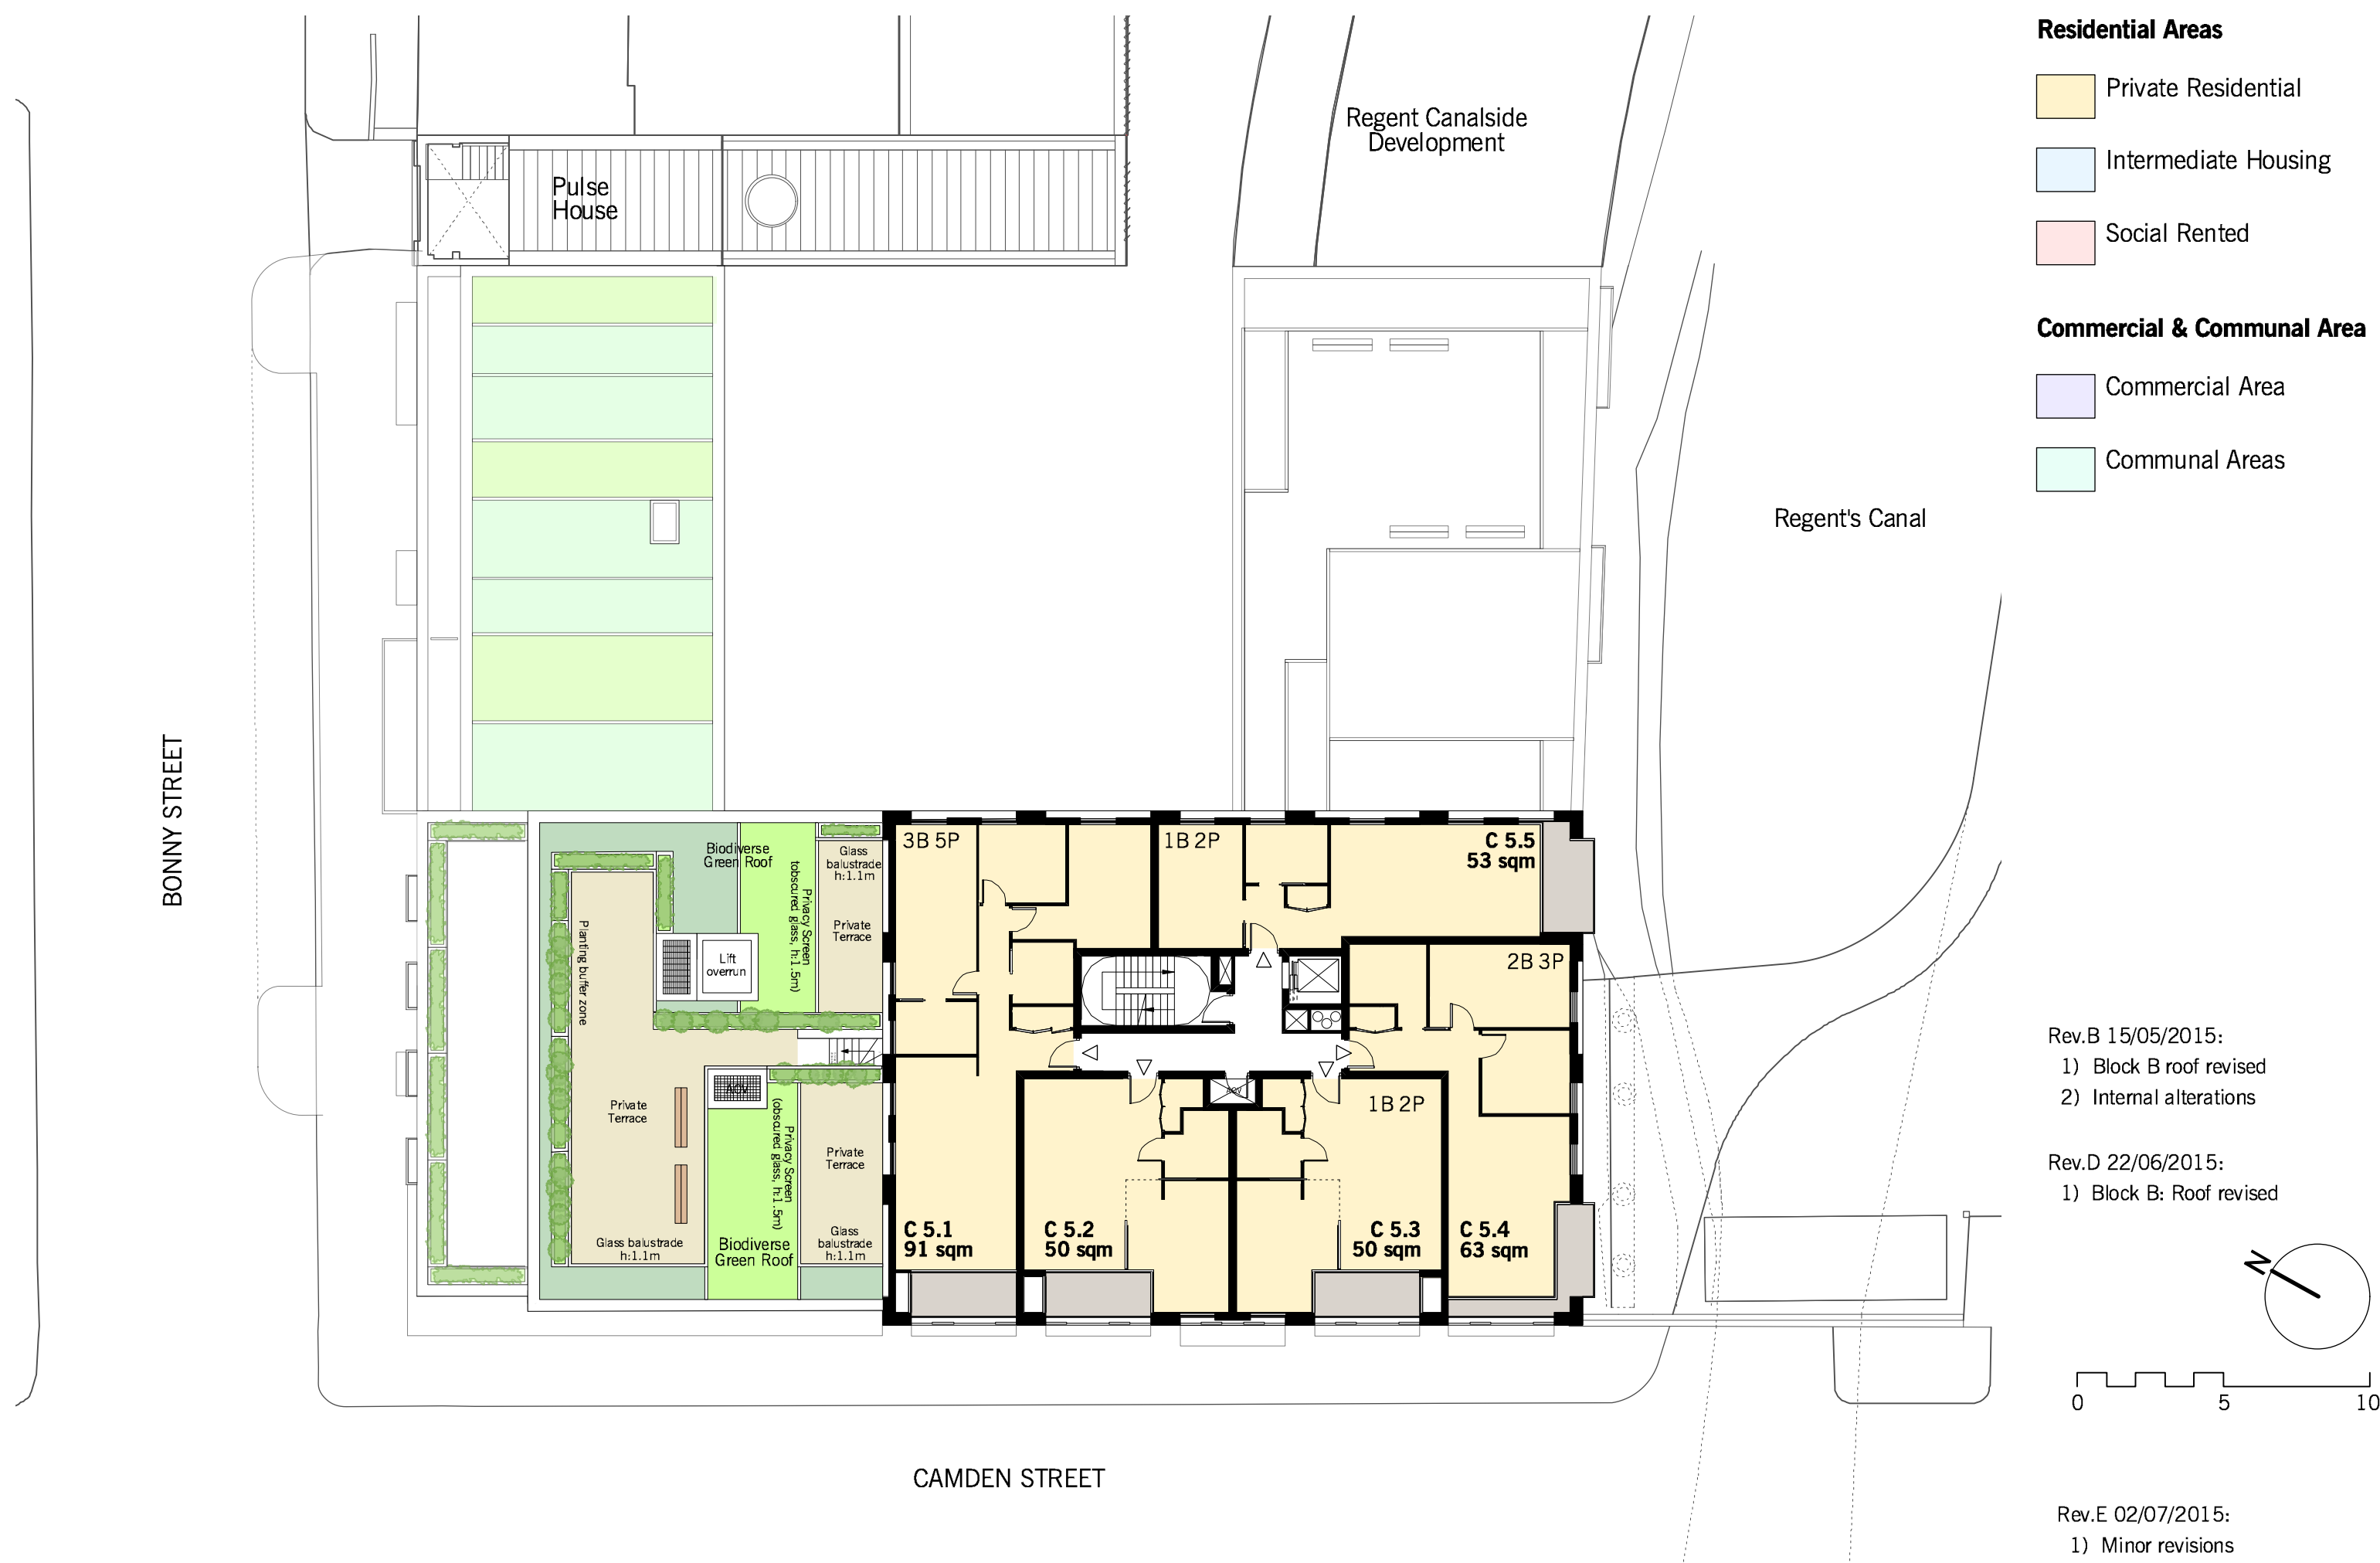 Residential Areas
Private Residential
Intermediate Housing
Social Rented
Commercial & Communal Area
Commercial Area
Communal Areas
Regent Canalside
Development
Pulse
House
Regent's Canal
BONNY STREET
Biodiverse
Green Roof
Privacy Screen
(obscured glass, h:1.5m)
Glass
balustrade
h:1.1m
Private
Terrace
Lift
overrun
Planting buffer zone
3B 5P
1B 2P
C 5.5
53 sqm
2B 3P
AOV
Private
Terrace
Glass balustrade
h:1.1m
Privacy Screen
(obscured glass, h:1.5m)
Biodiverse
Green Roof
Private
Terrace
Glass
balustrade
h:1.1m
AOV
1B 2P
C 5.1
91 sqm
C 5.2
50 sqm
C 5.3
50 sqm
C 5.4
63 sqm
Rev.B 15/05/2015:
1) Block B roof revised
2) Internal alterations
Rev.D 22/06/2015:
1) Block B: Roof revised
N
0 5 10
CAMDEN STREET
Rev.E 02/07/2015:
1) Minor revisions